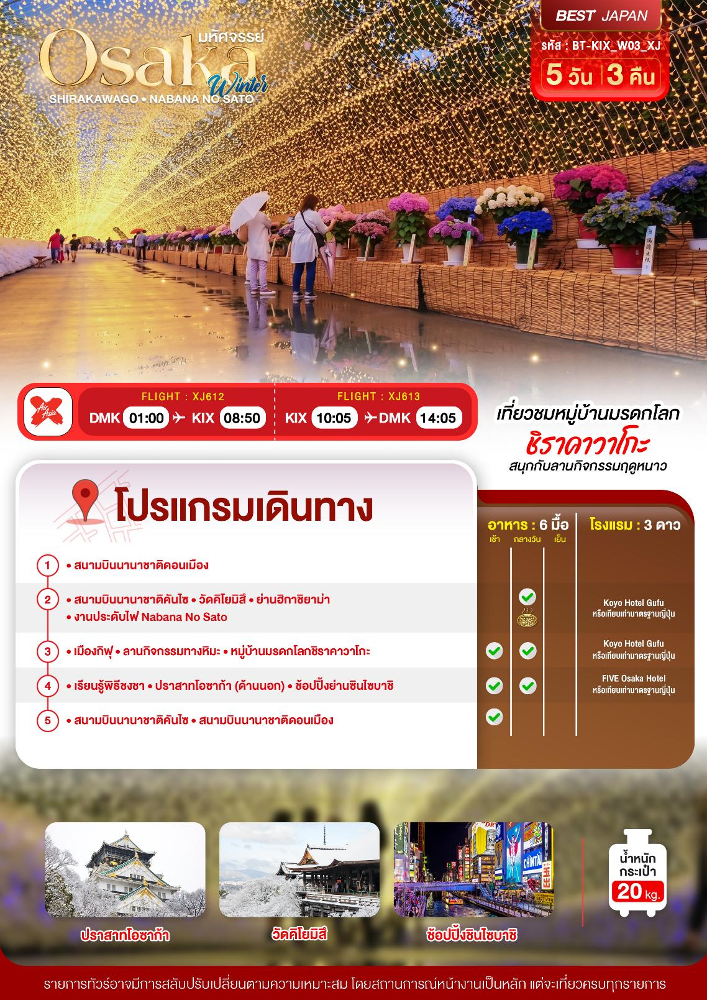 BEST JAPAN
รหัส : BT-KIX_W03_XJ
5 วัน 3 คืน
มหัศจรรย์
Osaka
Winter
SHIRAKAWAGO • NABANA NO SATO
Air Asia X
FLIGHT : XJ612
DMK 01:00 KIX 08:50
FLIGHT : XJ613
KIX 10:05 DMK 14:05
เที่ยวชมหมู่บ้านมรดกโลก
ชิราคาวาโกะ
สนุกกับลานกิจกรรมฤดูหนาว
โปรแกรมเดินทาง
อาหาร : 6 มื้อ
เช้า กลางวัน เย็น
โรงแรม : 3 ดาว
1 • สนามบินนานาชาติดอนเมือง
2 • สนามบินนานาชาติคันไซ • วัดคิโยมิสึ • ย่านฮิกาชิยาม่า
• งานประดับไฟ Nabana No Sato
Koyo Hotel Gufu
หรือเทียบเท่ามาตรฐานญี่ปุ่น
3 • เมืองกิฟุ • ลานกิจกรรมทางหิมะ • หมู่บ้านมรดกโลกชิราคาวาโกะ
Koyo Hotel Gufu
หรือเทียบเท่ามาตรฐานญี่ปุ่น
4 • เรียนรู้พิธีชงชา • ปราสาทโอซาก้า (ด้านนอก) • ช้อปปิ้งย่านชินไซบาชิ
FIVE Osaka Hotel
หรือเทียบเท่ามาตรฐานญี่ปุ่น
5 • สนามบินนานาชาติคันไซ • สนามบินนานาชาติดอนเมือง
ปราสาทโอซาก้า
วัดคิโยมิสึ
ช้อปปิ้งชินไซบาชิ
น้ำหนัก
กระเป๋า
20 kg.
รายการทัวร์อาจมีการสลับปรับเปลี่ยนตามความเหมาะสม โดยสถานการณ์หน้างานเป็นหลัก แต่จะเที่ยวครบทุกรายการ